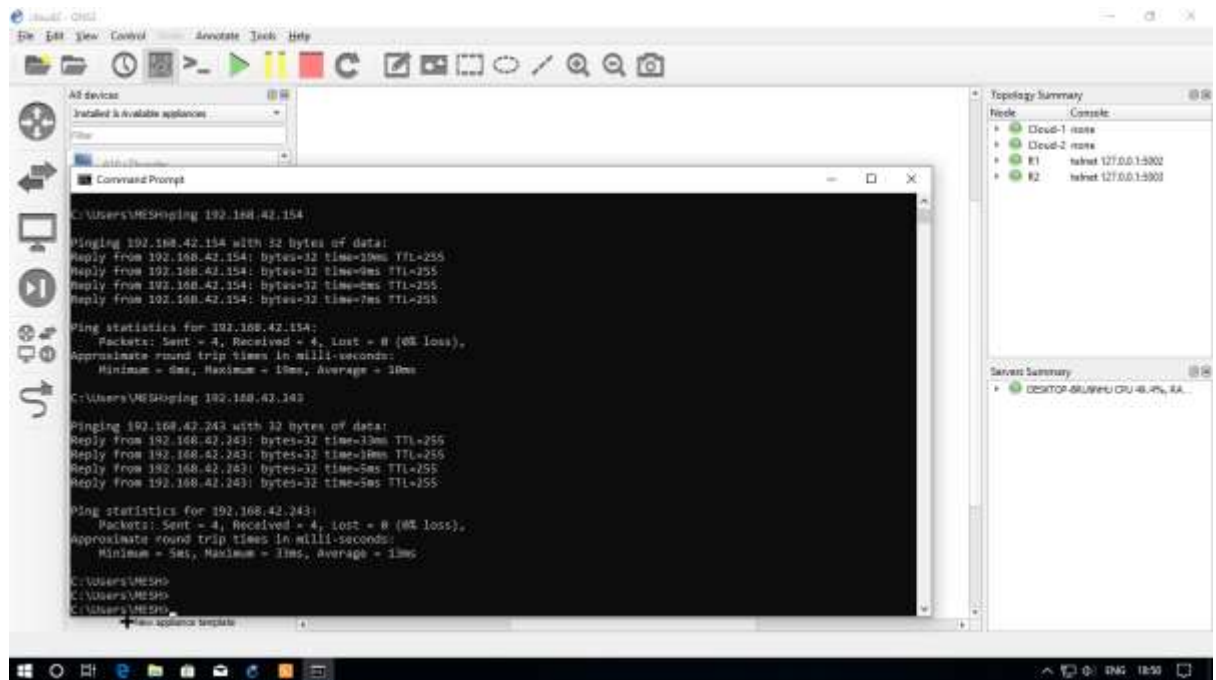 cloud2 - GNS3
File Edit View Control Annotate Tools Help
All devices
Installed & Available appliances
Filter
Command Prompt
C:\Users\MESH>ping 192.168.42.154
Pinging 192.168.42.154 with 32 bytes of data:
Reply from 192.168.42.154: bytes=32 time=19ms TTL=255
Reply from 192.168.42.154: bytes=32 time=9ms TTL=255
Reply from 192.168.42.154: bytes=32 time=6ms TTL=255
Reply from 192.168.42.154: bytes=32 time=7ms TTL=255
Ping statistics for 192.168.42.154:
Packets: Sent = 4, Received = 4, Lost = 0 (0% loss),
Approximate round trip times in milli-seconds:
Minimum = 6ms, Maximum = 19ms, Average = 10ms
C:\Users\MESH>ping 192.168.42.243
Pinging 192.168.42.243 with 32 bytes of data:
Reply from 192.168.42.243: bytes=32 time=33ms TTL=255
Reply from 192.168.42.243: bytes=32 time=10ms TTL=255
Reply from 192.168.42.243: bytes=32 time=5ms TTL=255
Reply from 192.168.42.243: bytes=32 time=5ms TTL=255
Ping statistics for 192.168.42.243:
Packets: Sent = 4, Received = 4, Lost = 0 (0% loss),
Approximate round trip times in milli-seconds:
Minimum = 5ms, Maximum = 33ms, Average = 13ms
C:\Users\MESH>
C:\Users\MESH>
C:\Users\MESH>
New appliance template
Topology Summary
Node Console
Cloud-1 none
Cloud-2 none
R1 telnet 127.0.0.1:5002
R2 telnet 127.0.0.1:5003
Servers Summary
CPU
ENG 18:50